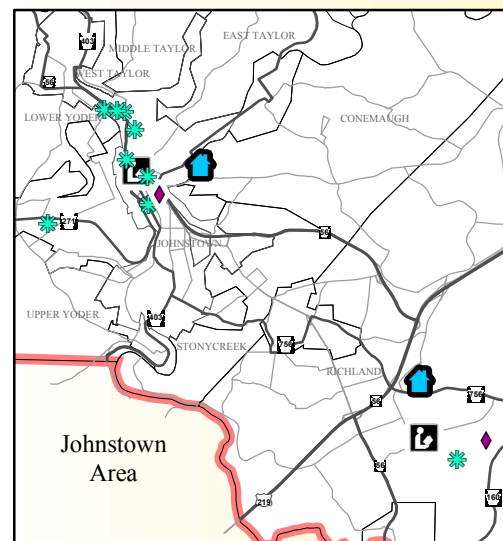 403
MIDDLE TAYLOR
EAST TAYLOR
WEST TAYLOR
56
LOWER YODER
CONEMAUGH
271
56
JOHNSTOWN
UPPER YODER
403
STONYCREEK
756
RICHLAND
56
756
Johnstown
Area
56
219
160